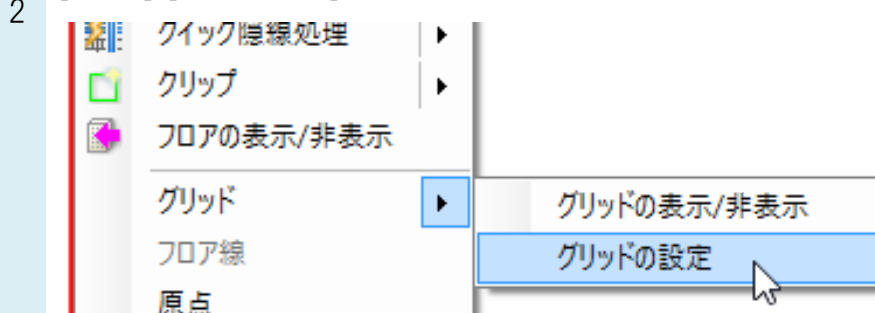 2
クイック隠線処理
クリップ
フロアの表示/非表示
グリッド
グリッドの表示/非表示
フロア線
グリッドの設定
原点